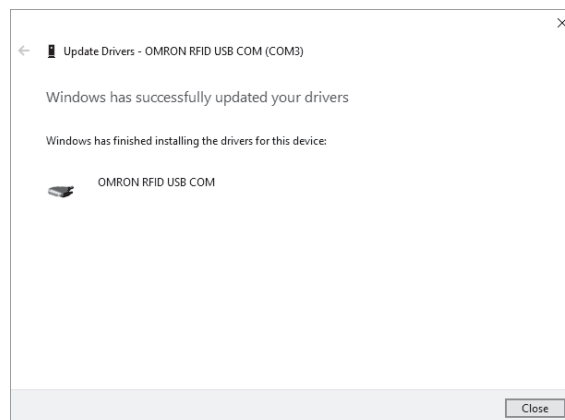 Update Drivers - OMRON RFID USB COM (COM3)
Windows has successfully updated your drivers
Windows has finished installing the drivers for this device:
OMRON RFID USB COM
Close